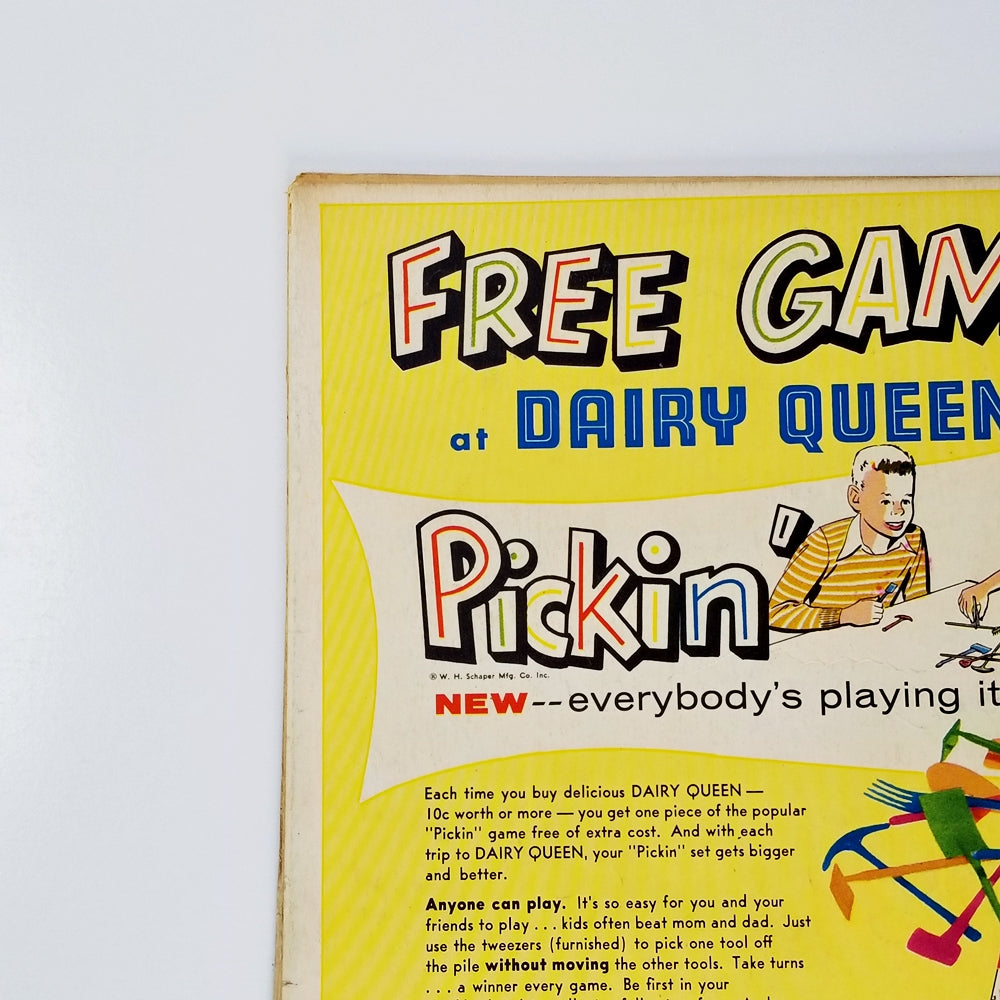 FREE GAM
at DAIRY QUEEN
Pickin'
® W. H. Schaper Mfg. Co. Inc.
NEW--everybody's playing it
Each time you buy delicious DAIRY QUEEN —
10c worth or more — you get one piece of the popular
"Pickin" game free of extra cost. And with each
trip to DAIRY QUEEN, your "Pickin" set gets bigger
and better.
Anyone can play. It's so easy for you and your
friends to play . . . kids often beat mom and dad. Just
use the tweezers (furnished) to pick one tool off
the pile without moving the other tools. Take turns
. . . a winner every game. Be first in your